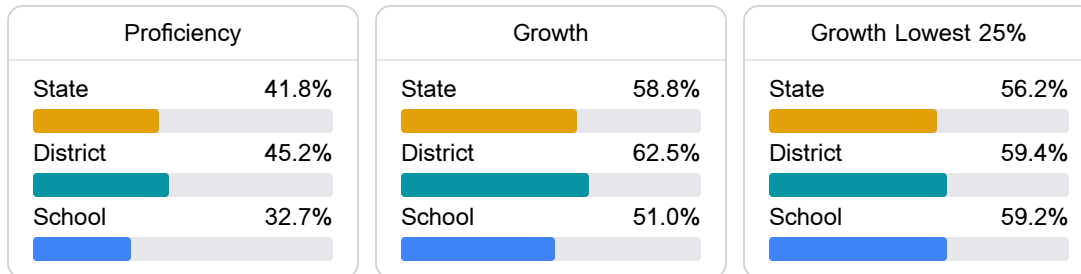 Proficiency
State 41.8%
District 45.2%
School 32.7%
Growth
State 58.8%
District 62.5%
School 51.0%
Growth Lowest 25%
State 56.2%
District 59.4%
School 59.2%